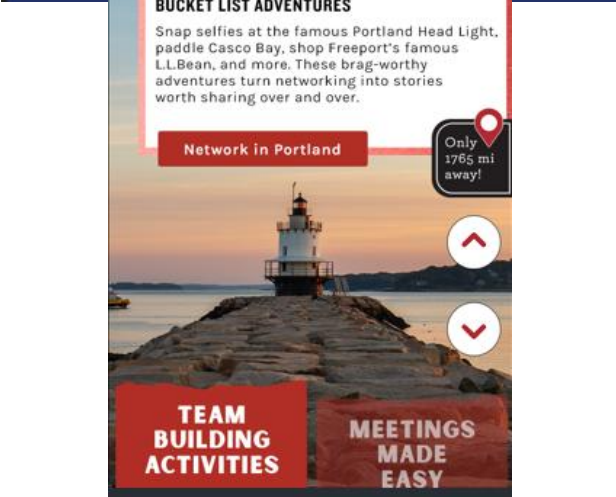 BUCKET LIST ADVENTURES
Snap selfies at the famous Portland Head Light,
paddle Casco Bay, shop Freeport's famous
L.L.Bean, and more. These brag-worthy
adventures turn networking into stories
worth sharing over and over.
Network in Portland
Only
1765 mi
away!
TEAM
BUILDING
ACTIVITIES
MEETINGS
MADE
EASY